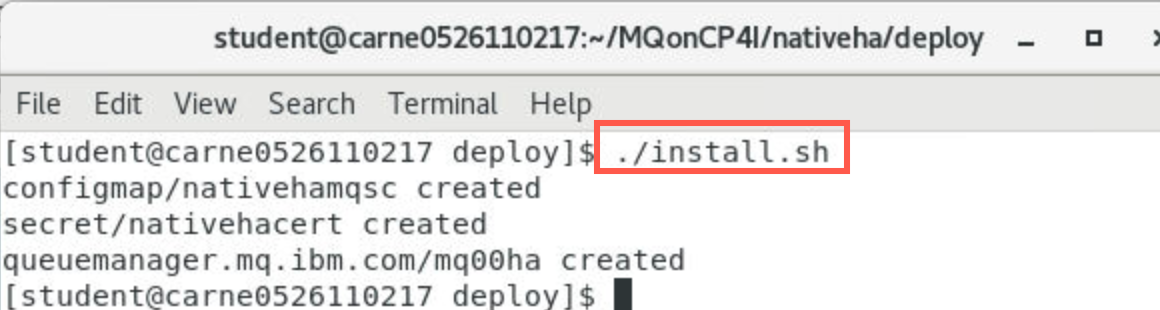 student@carne0526110217:~/MQonCP4I/nativeha/deploy
File Edit View Search Terminal Help
[student@carne0526110217 deploy]$ ./install.sh
configmap/nativehamqsc created
secret/nativehacert created
queuemanager.mq.ibm.com/mq00ha created
[student@carne0526110217 deploy]$